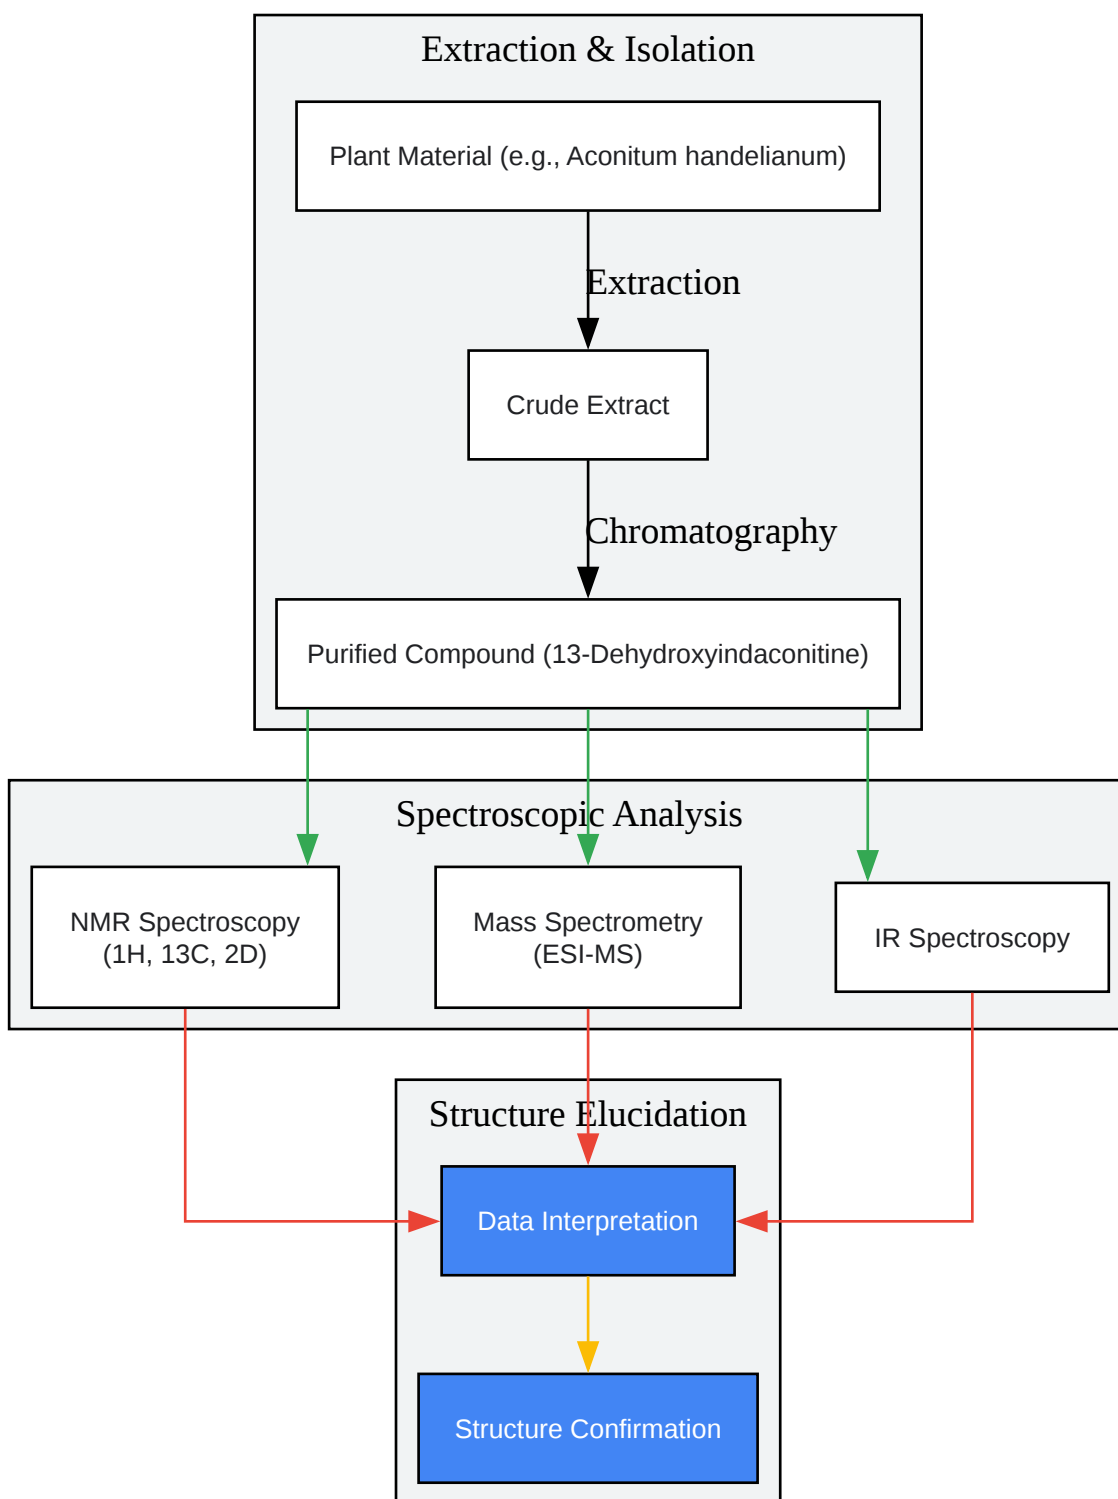 Extraction & Isolation
Plant Material (e.g., Aconitum handelianum)
Extraction
Crude Extract
Chromatography
Purified Compound (13-Dehydroxyindaconitine)
Spectroscopic Analysis
NMR Spectroscopy
(1H, 13C, 2D)
Mass Spectrometry
(ESI-MS)
IR Spectroscopy
Structure Elucidation
Data Interpretation
Structure Confirmation